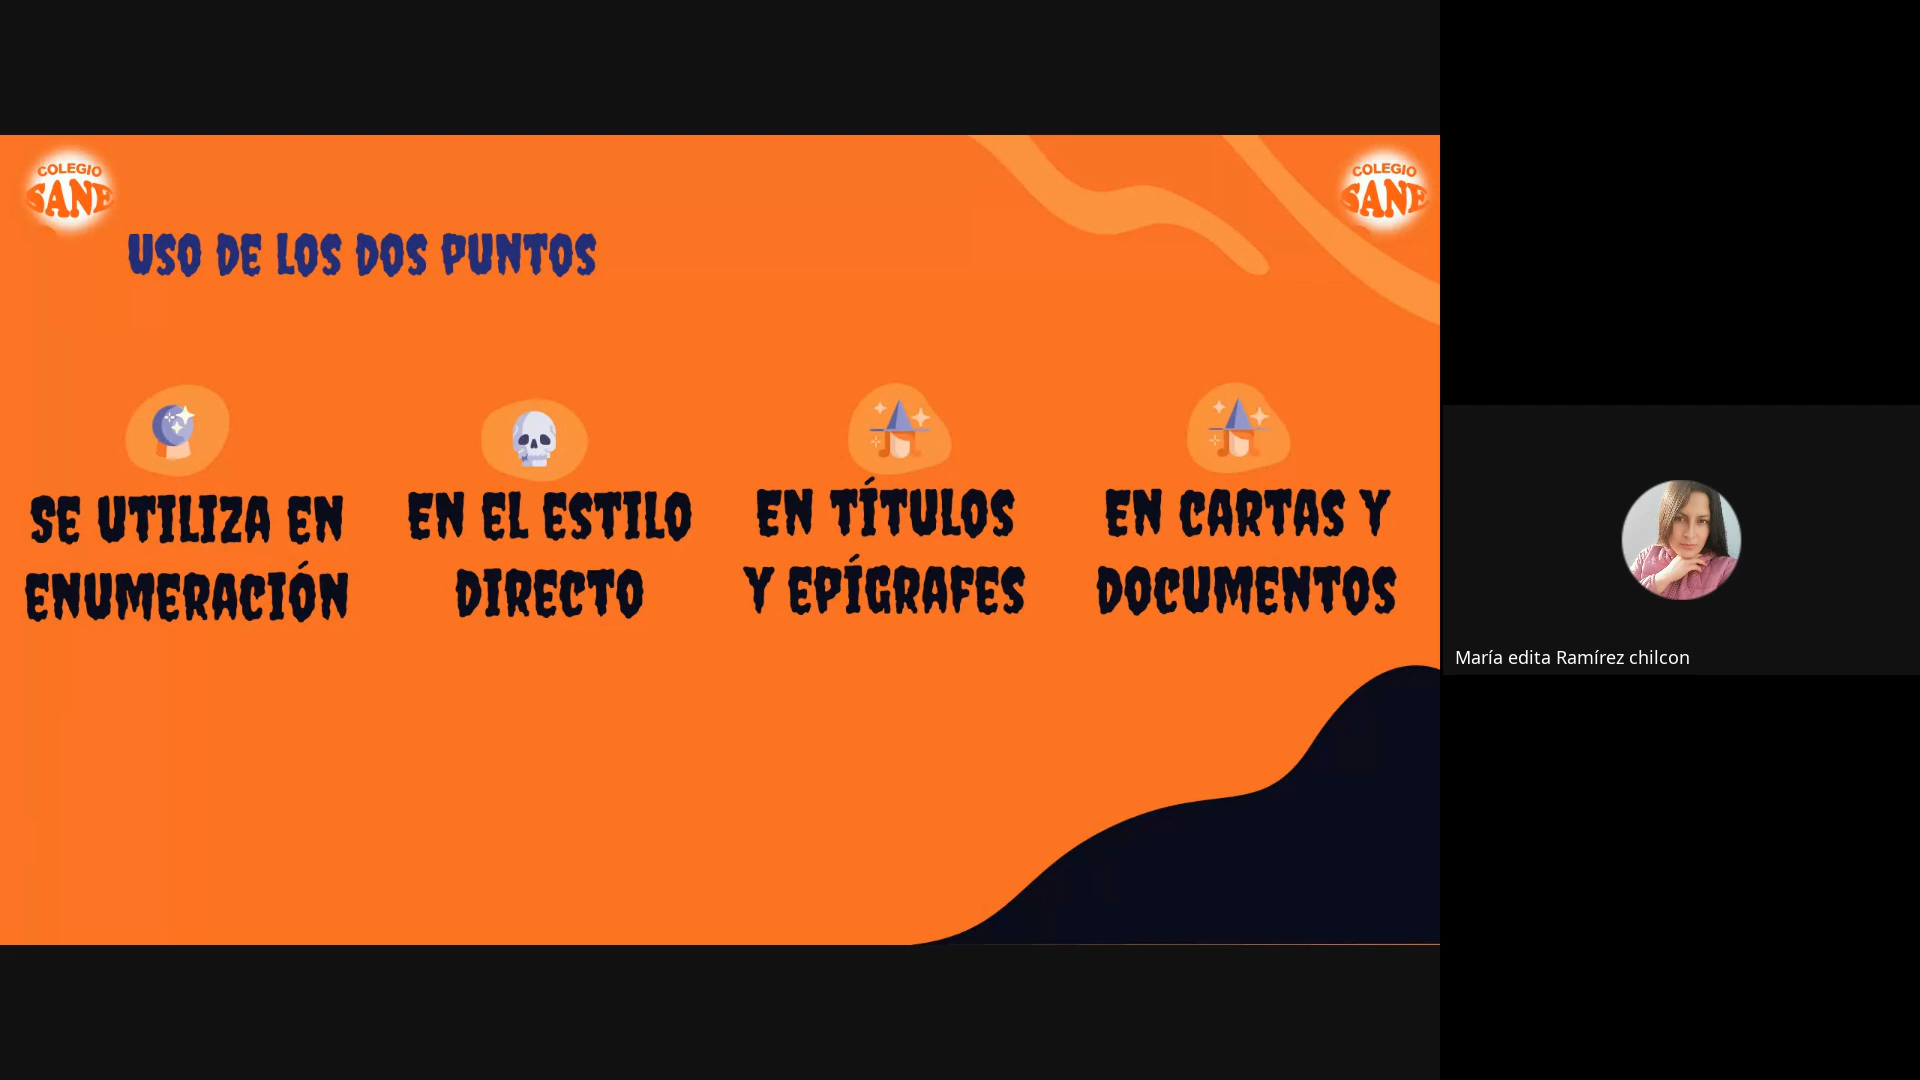 COLEGIO
SANE
COLEGIO
SANE
USO DE LOS DOS PUNTOS
SE UTILIZA EN
ENUMERACIÓN
EN EL ESTILO
DIRECTO
EN TÍTULOS
Y EPÍGRAFES
EN CARTAS Y
DOCUMENTOS
María edita Ramírez chilcon